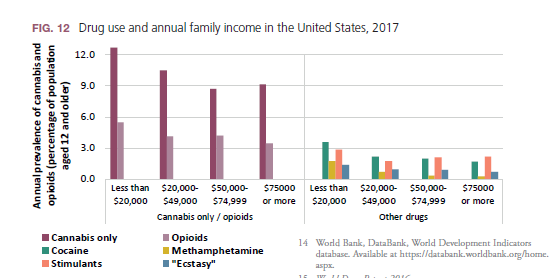 FIG. 12 Drug use and annual family income in the United States, 2017
Annual prevalence of cannabis and
opioids (percentage of population
aged 12 and older)
12.0
9.0
6.0
3.0
0.0
Less than $20,000- $50,000- $75000 Less than $20,000- $50,000- $75000
$20,000 $49,000 $74,999 or more $20,000 $49,000 $74,999 or more
Cannabis only / opioids Other drugs
Cannabis only Opioids
Cocaine Methamphetamine
Stimulants "Ecstasy"
14 World Bank, DataBank, World Development Indicators
database. Available at https://databank.worldbank.org/home.
aspx.